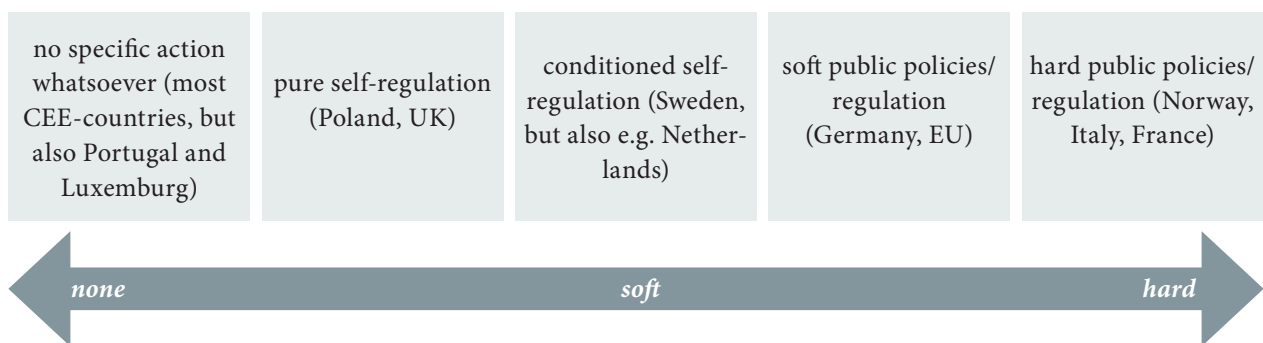 no specific action
whatsoever (most
CEE-countries, but
also Portugal and
Luxemburg)
pure self-regulation
(Poland, UK)
conditioned self-
regulation (Sweden,
but also e.g. Nether-
lands)
soft public policies/
regulation
(Germany, EU)
hard public policies/
regulation (Norway,
Italy, France)
none
soft
hard